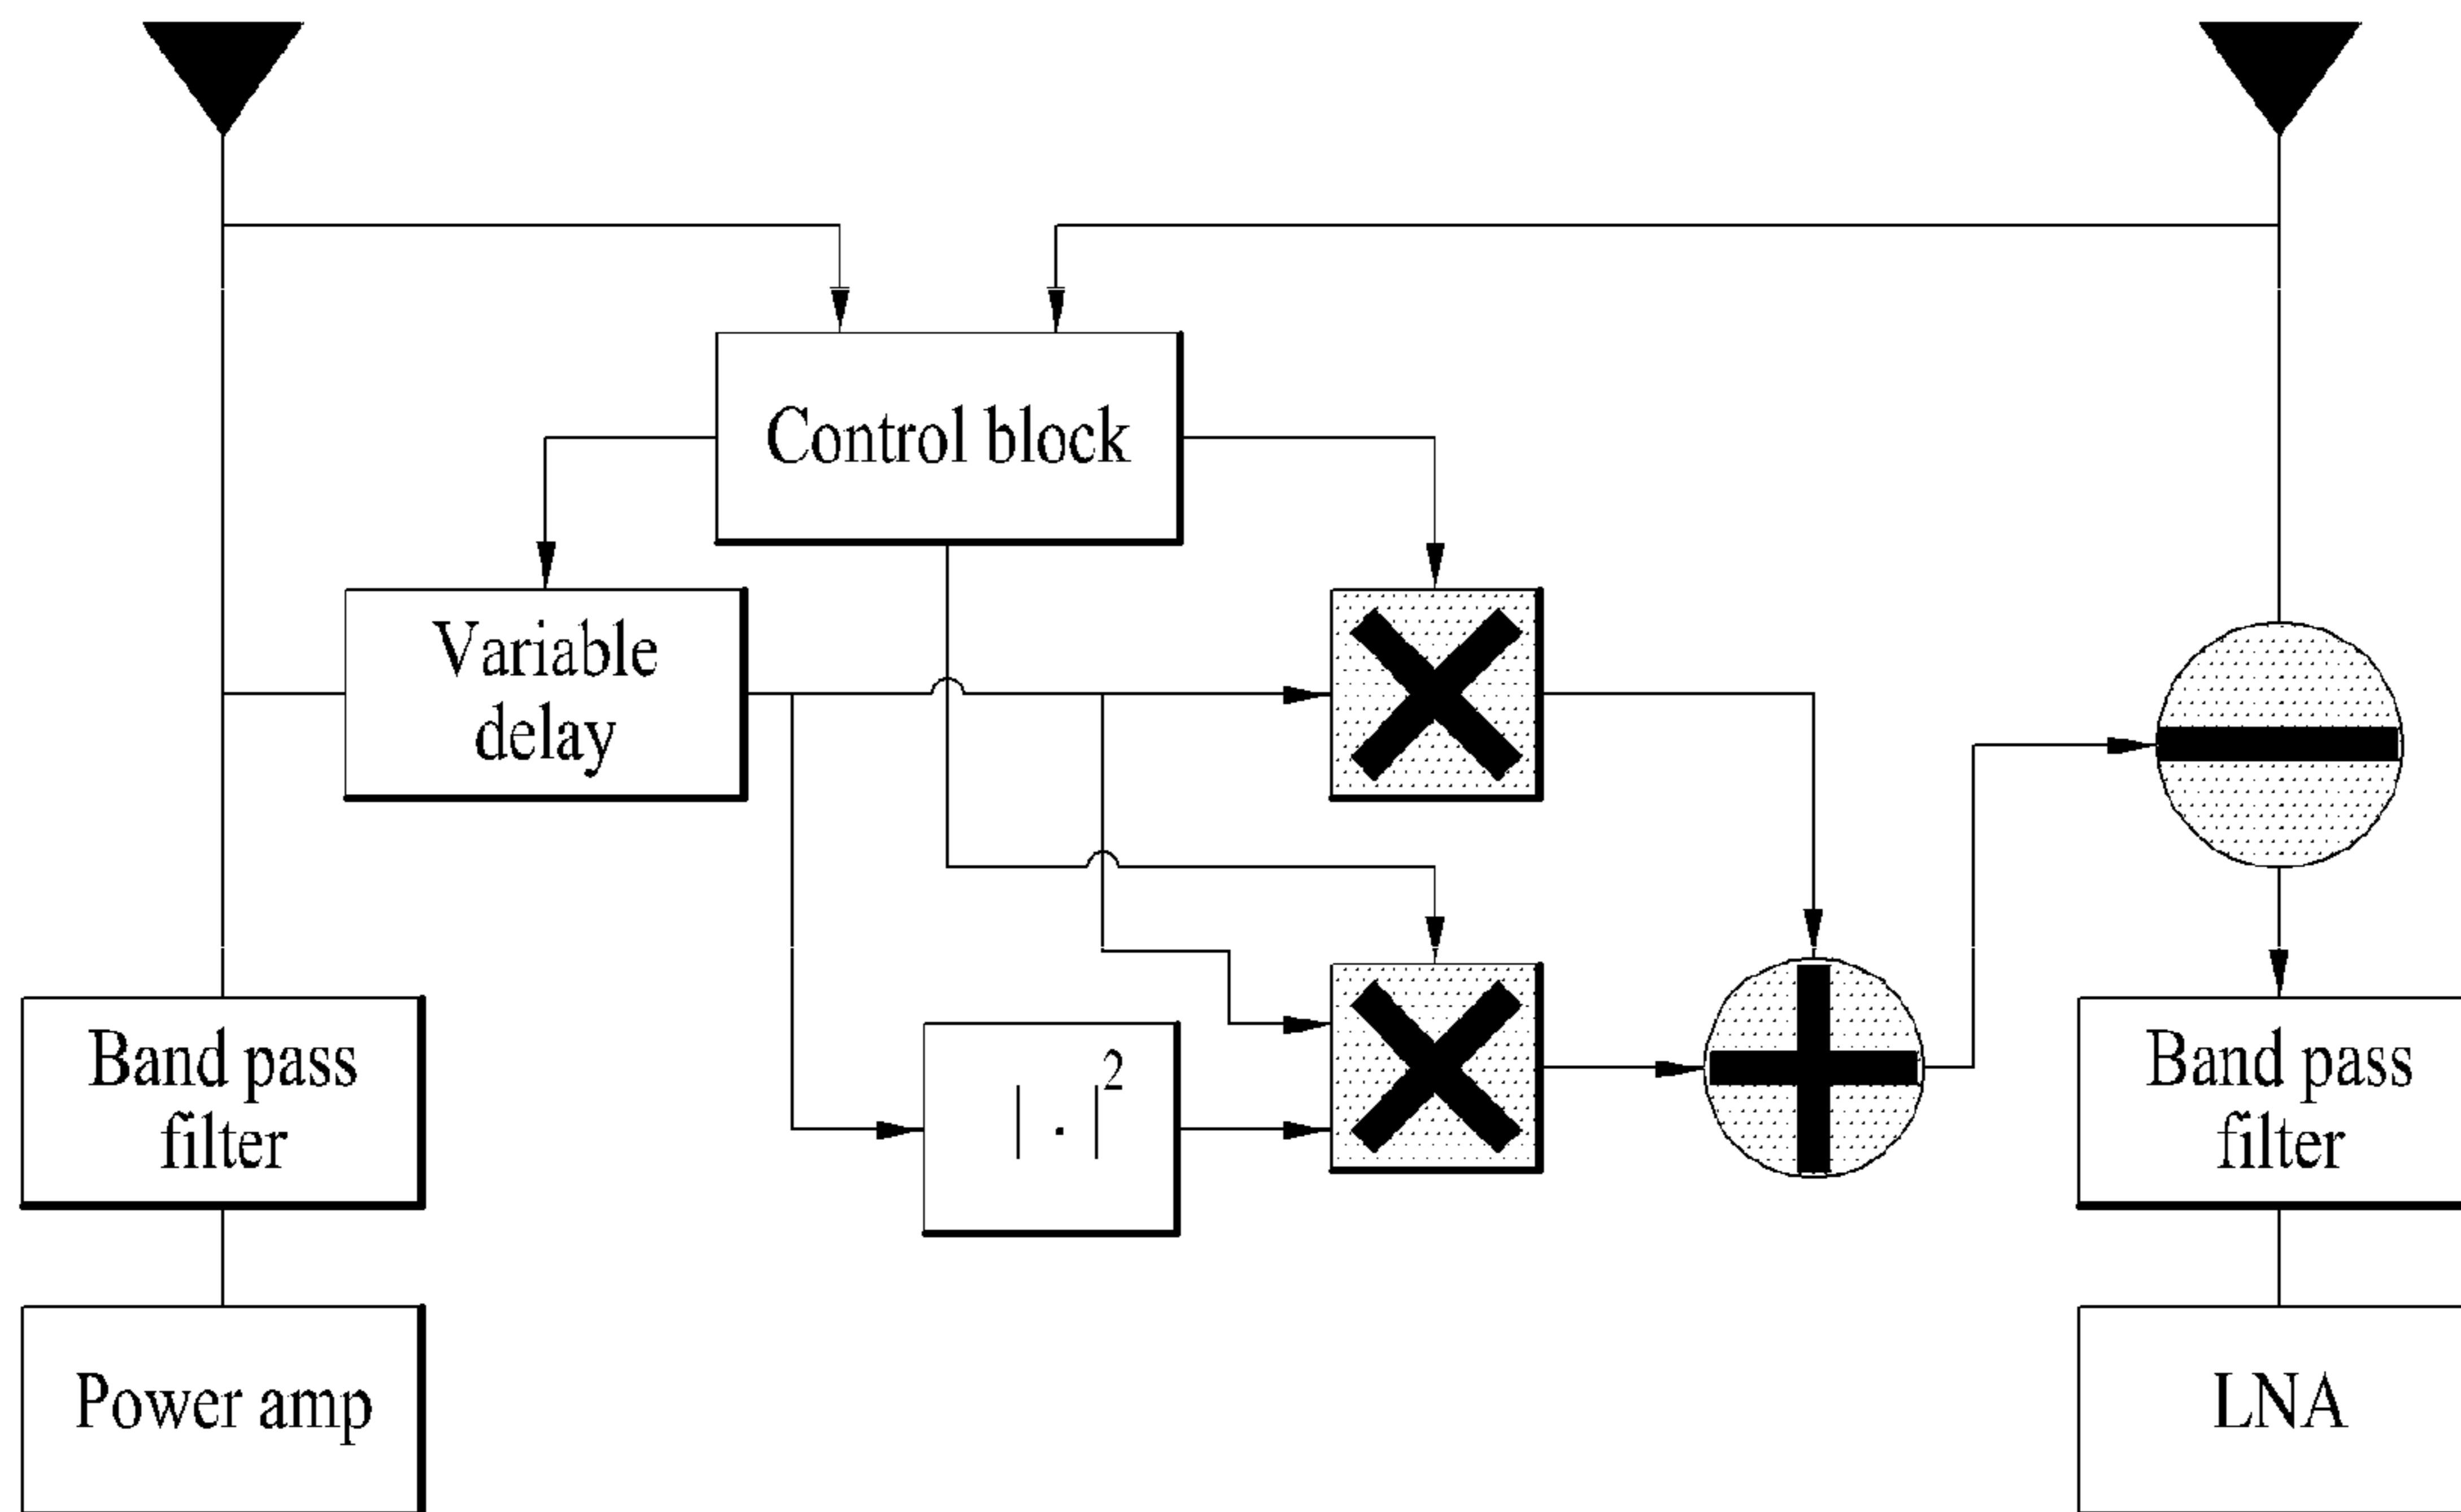 Control block
Variable
delay
Band pass
filter
| · |²
Band pass
filter
Power amp
LNA